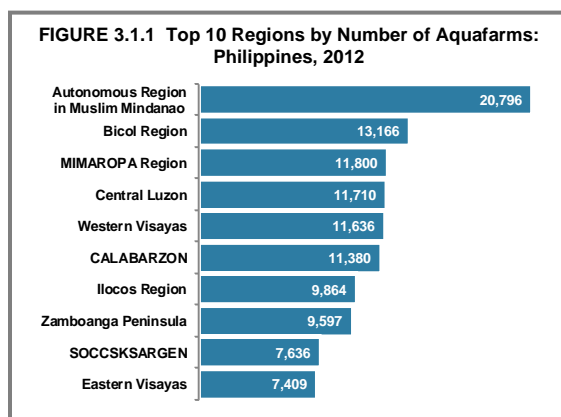 FIGURE 3.1.1 Top 10 Regions by Number of Aquafarms:
Philippines, 2012
Autonomous Region
in Muslim Mindanao
20,796
Bicol Region
13,166
MIMAROPA Region
11,800
Central Luzon
11,710
Western Visayas
11,636
CALABARZON
11,380
Ilocos Region
9,864
Zamboanga Peninsula
9,597
SOCCSKSARGEN
7,636
Eastern Visayas
7,409